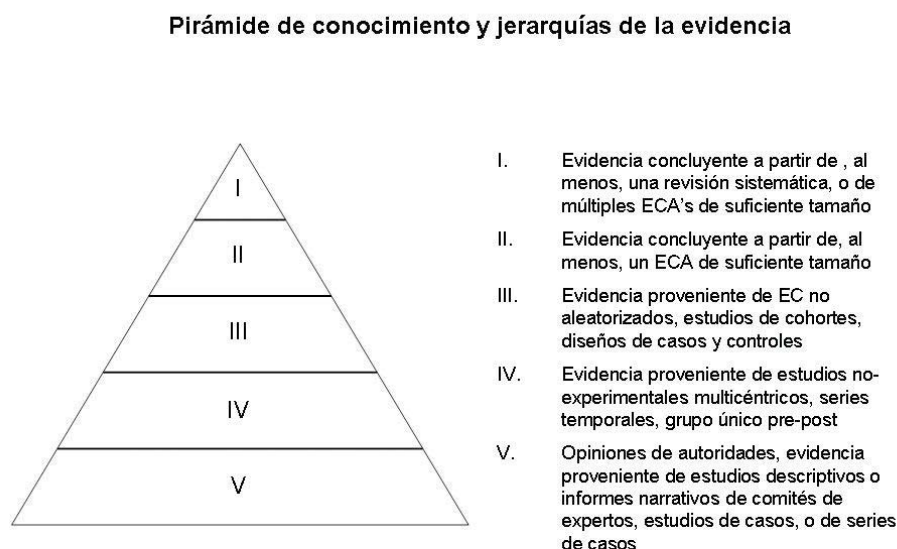 Pirámide de conocimiento y jerarquías de la evidencia
I
II
III
IV
V
I. Evidencia concluyente a partir de , al
menos, una revisión sistemática, o de
múltiples ECA's de suficiente tamaño
II. Evidencia concluyente a partir de, al
menos, un ECA de suficiente tamaño
III. Evidencia proveniente de EC no
aleatorizados, estudios de cohortes,
diseños de casos y controles
IV. Evidencia proveniente de estudios no-
experimentales multicéntricos, series
temporales, grupo único pre-post
V. Opiniones de autoridades, evidencia
proveniente de estudios descriptivos o
informes narrativos de comités de
expertos, estudios de casos, o de series
de casos